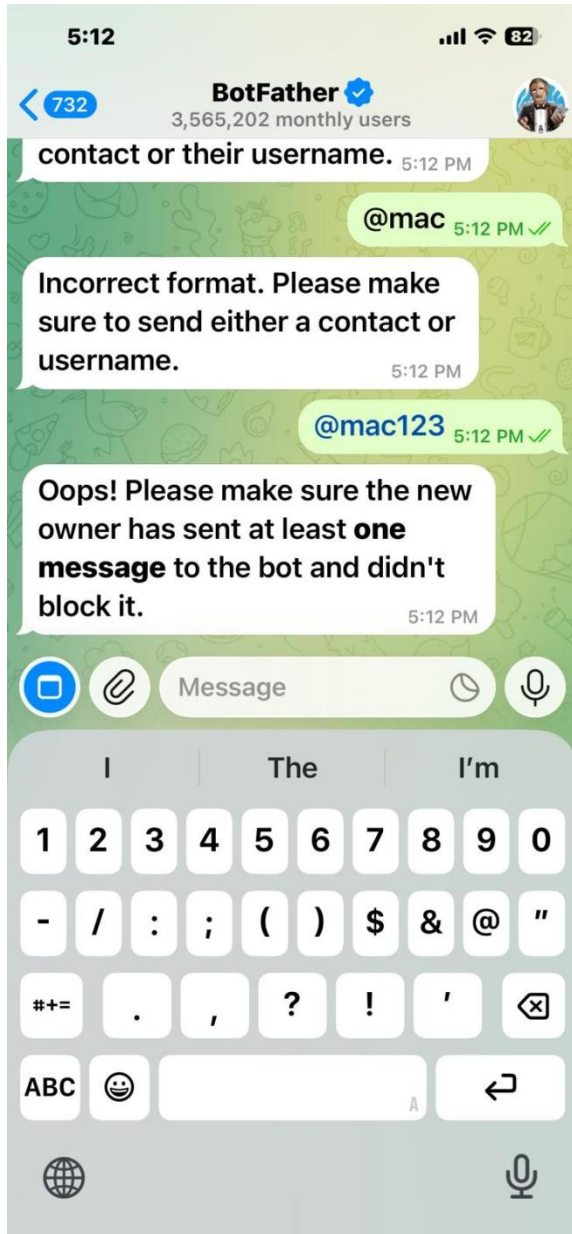 5:12
82
732
BotFather
3,565,202 monthly users
contact or their username. 5:12 PM
@mac 5:12 PM
Incorrect format. Please make
sure to send either a contact or
username. 5:12 PM
@mac123 5:12 PM
Oops! Please make sure the new
owner has sent at least one
message to the bot and didn't
block it. 5:12 PM
Message
I The I'm
1 2 3 4 5 6 7 8 9 0
- / : ; ( ) $ & @ "
#+= . , ? ! '
ABC A